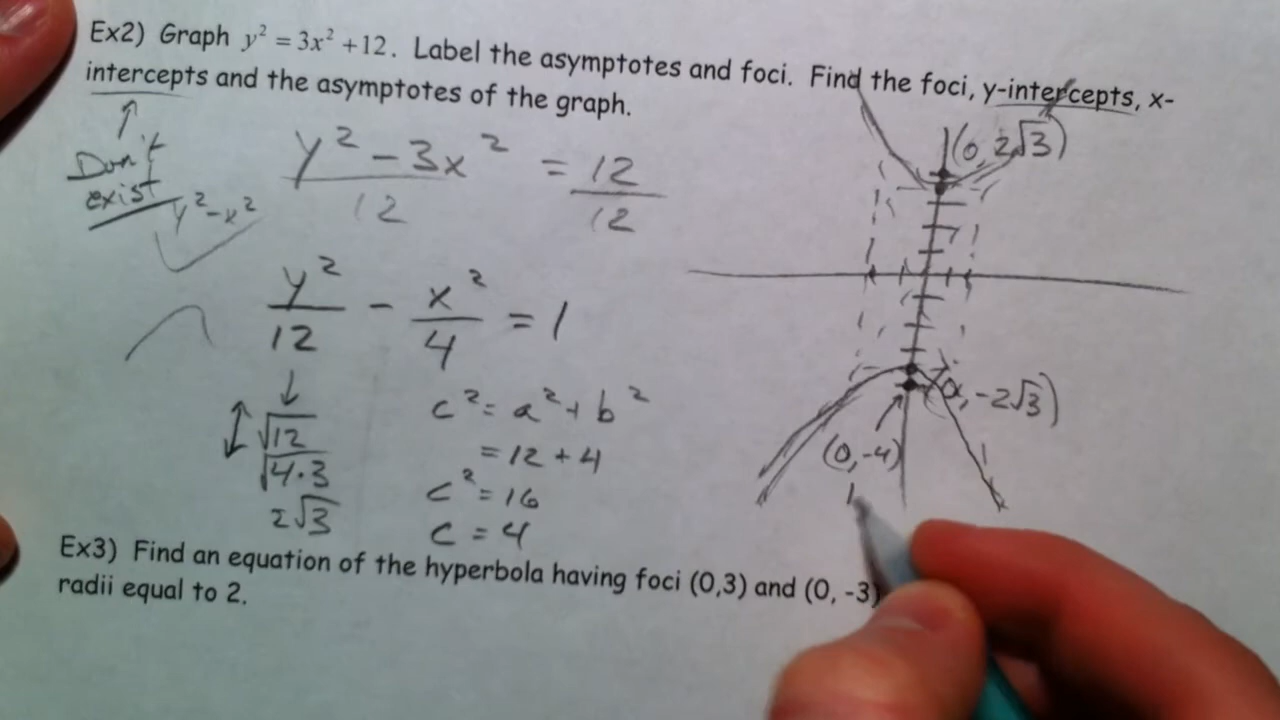 Ex2) Graph y² = 3x² + 12. Label the asymptotes and foci. Find the foci, y-intercepts, x-
intercepts and the asymptotes of the graph.
Don't
exist
y² - x²
y² - 3x² = 12
12 12
y² - x² = 1
12 4
√12
√4·3
2√3
c² = a² + b²
= 12 + 4
c² = 16
c = 4
(0, 2√3)
(0, -2√3)
(0, -4)
Ex3) Find an equation of the hyperbola having foci (0,3) and (0, -3)
radii equal to 2.